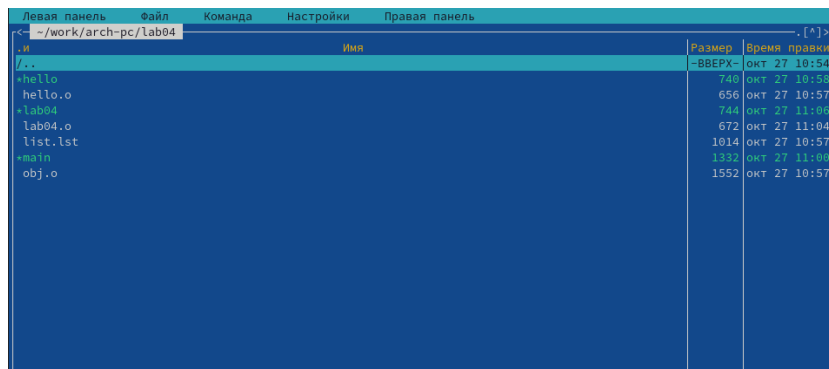 Левая панель Файл Команда Настройки Правая панель
<─ ~/work/arch-pc/lab04 ─.[^]>
.и Имя Размер Время правки
/.. -ВВЕРХ- окт 27 10:54
*hello 740 окт 27 10:58
hello.o 656 окт 27 10:57
*lab04 744 окт 27 11:06
lab04.o 672 окт 27 11:04
list.lst 1014 окт 27 10:57
*main 1332 окт 27 11:00
obj.o 1552 окт 27 10:57